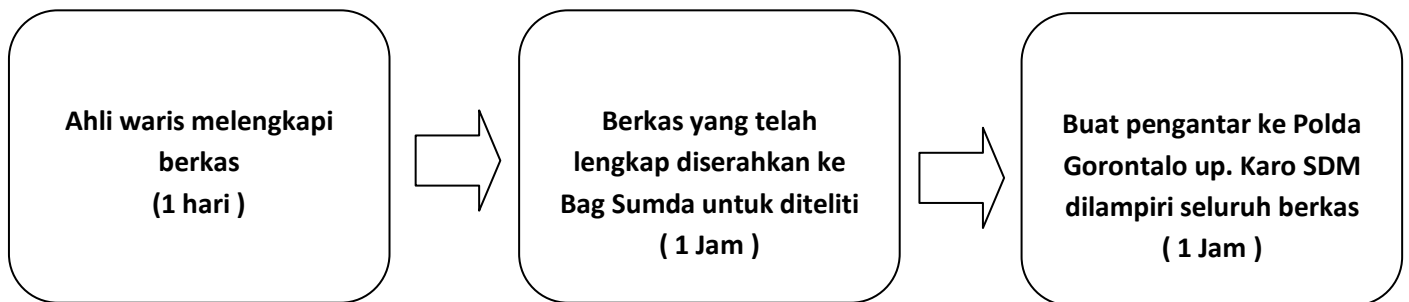 Ahli waris melengkapi
berkas
(1 hari )
Berkas yang telah
lengkap diserahkan ke
Bag Sumda untuk diteliti
( 1 Jam )
Buat pengantar ke Polda
Gorontalo up. Karo SDM
dilampiri seluruh berkas
( 1 Jam )